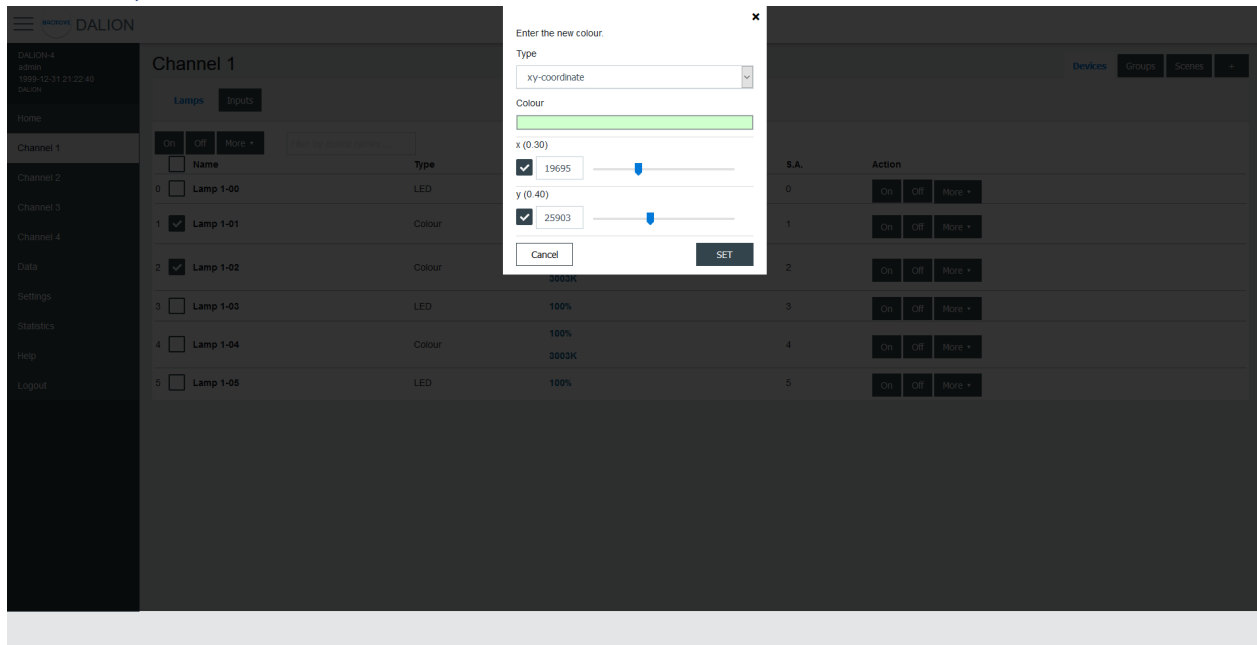 DALION
DALION-4
admin
1999-12-31 21:22:40
DALION
Home
Channel 1
Channel 2
Channel 3
Channel 4
Data
Settings
Statistics
Help
Logout
Channel 1
Devices Groups Scenes +
Lamps Inputs
On Off More
Name Type S.A. Action
0 Lamp 1-00 LED 0 On Off More
1 Lamp 1-01 Colour 1 On Off More
2 Lamp 1-02 Colour 3003K 2 On Off More
3 Lamp 1-03 LED 100% 3 On Off More
4 Lamp 1-04 Colour 100% 3003K 4 On Off More
5 Lamp 1-05 LED 100% 5 On Off More
×
Enter the new colour.
Type
xy-coordinate
Colour
x (0.30)
19695
y (0.40)
25903
Cancel SET